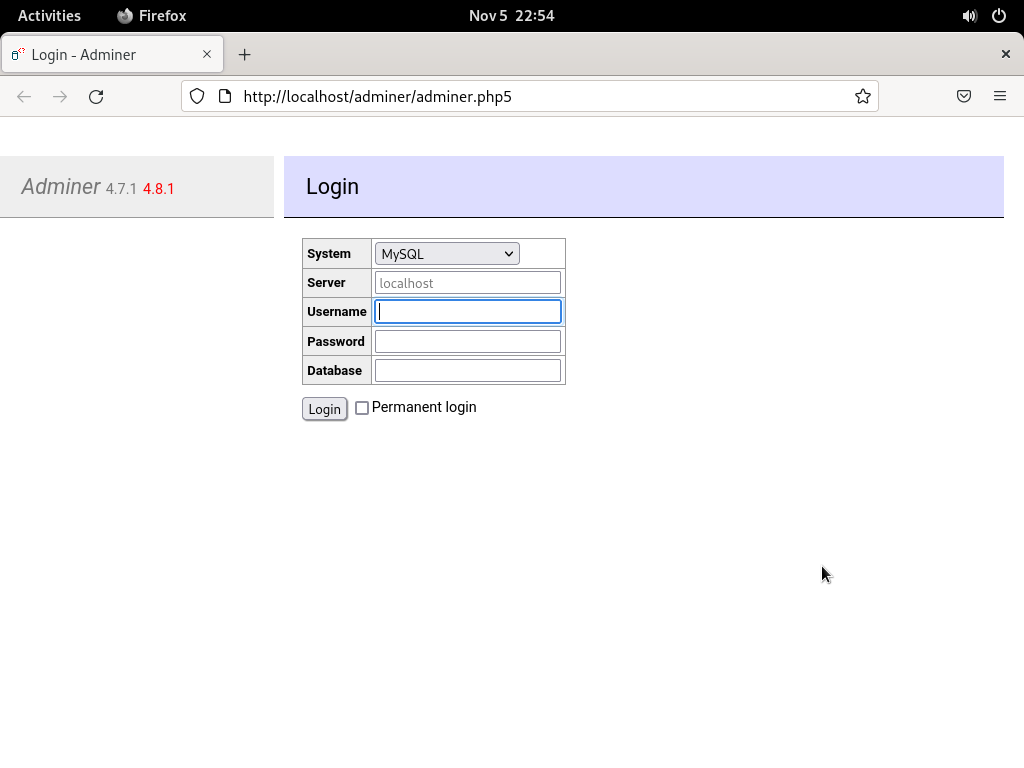 Activities Firefox Nov 5 22:54
Login - Adminer
http://localhost/adminer/adminer.php5
Adminer 4.7.1 4.8.1
Login
System MySQL
Server localhost
Username
Password
Database
Login Permanent login